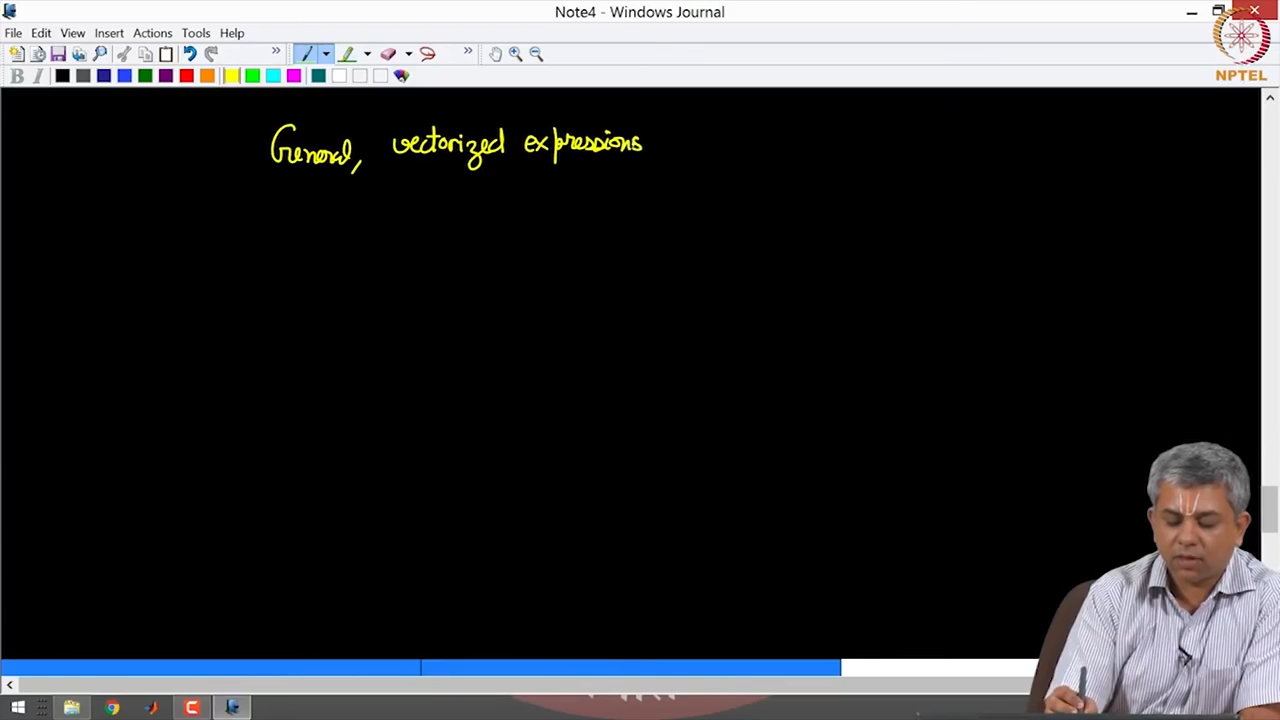 Note4 - Windows Journal
File Edit View Insert Actions Tools Help
NPTEL
B I
General, vectorized expressions